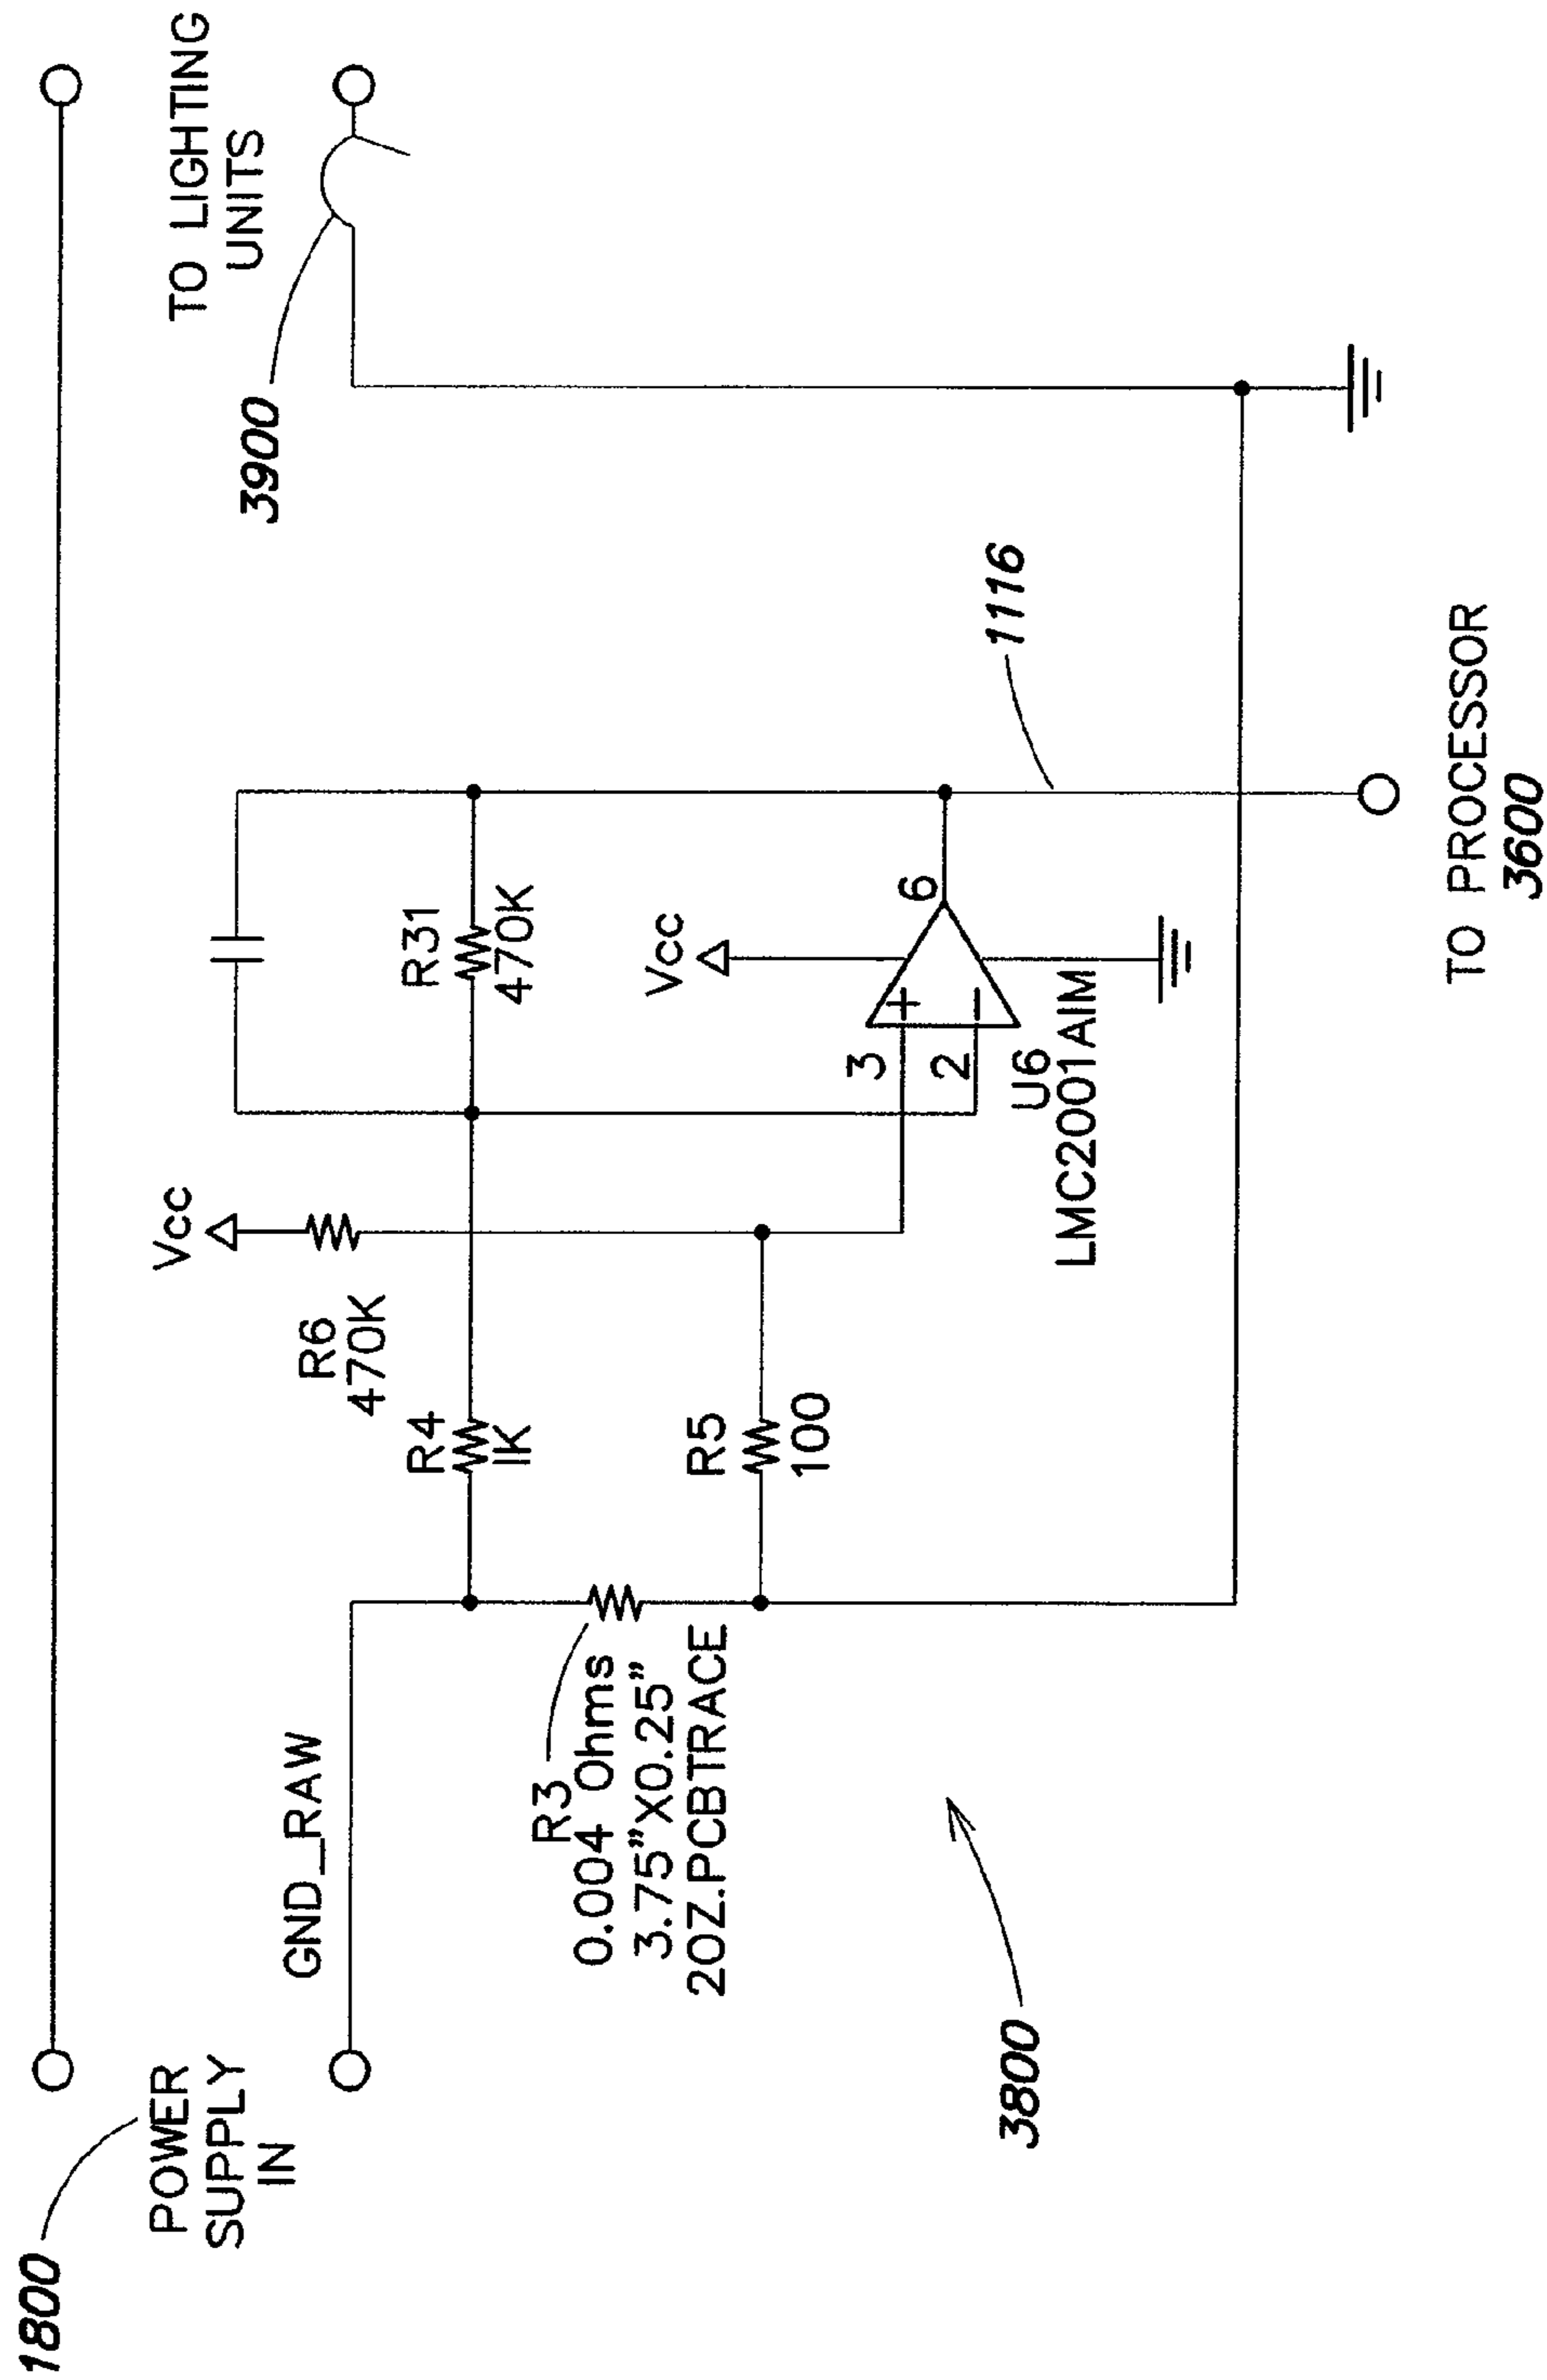 1800
POWER
SUPPLY
IN
TO LIGHTING
UNITS
3900
GND_RAW
Vcc
R6
470K
R4
1K
R31
470K
R3
0.004 Ohms
3.75"X0.25"
2OZ.PCBTRACE
R5
100
Vcc
3
2
6
U6
LMC2001AIM
1116
3800
TO PROCESSOR
3600